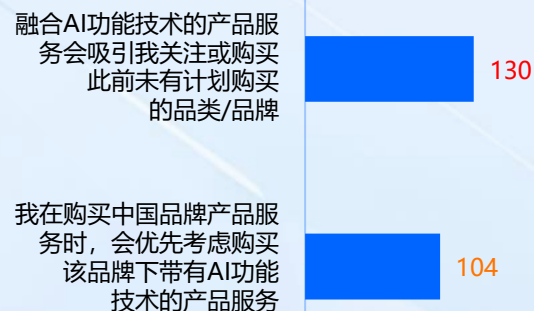 融合AI功能技术的产品服
务会吸引我关注或购买
此前未有计划购买
的品类/品牌
130
我在购买中国品牌产品服
务时，会优先考虑购买
该品牌下带有AI功能
技术的产品服务
104